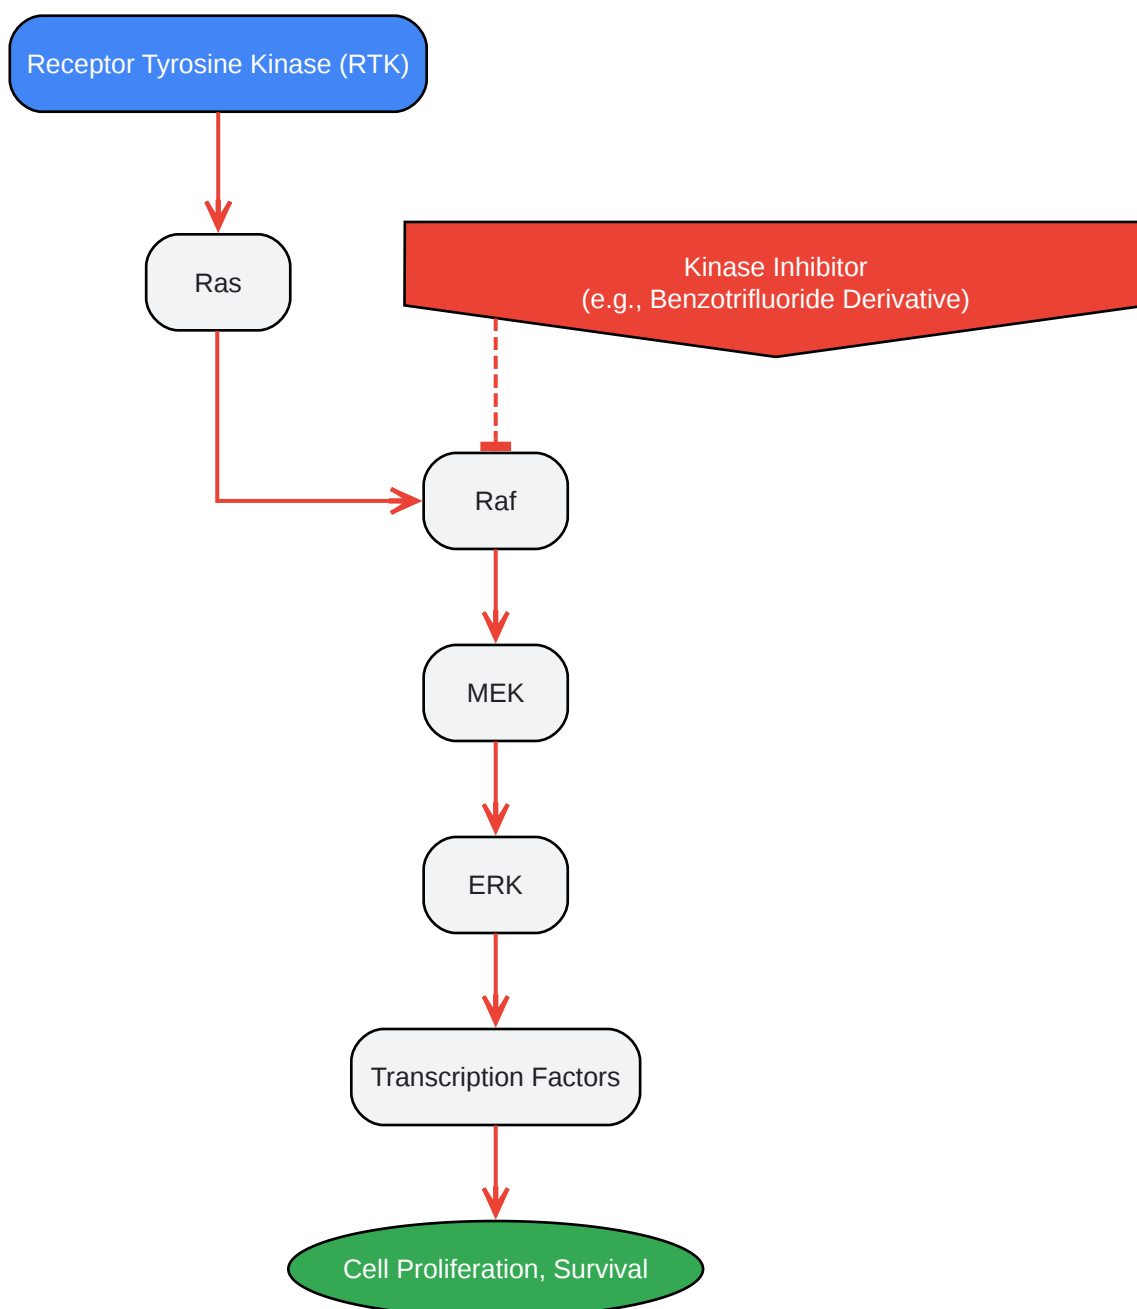 Receptor Tyrosine Kinase (RTK)
Ras
Kinase Inhibitor
(e.g., Benzotrifluoride Derivative)
Raf
MEK
ERK
Transcription Factors
Cell Proliferation, Survival